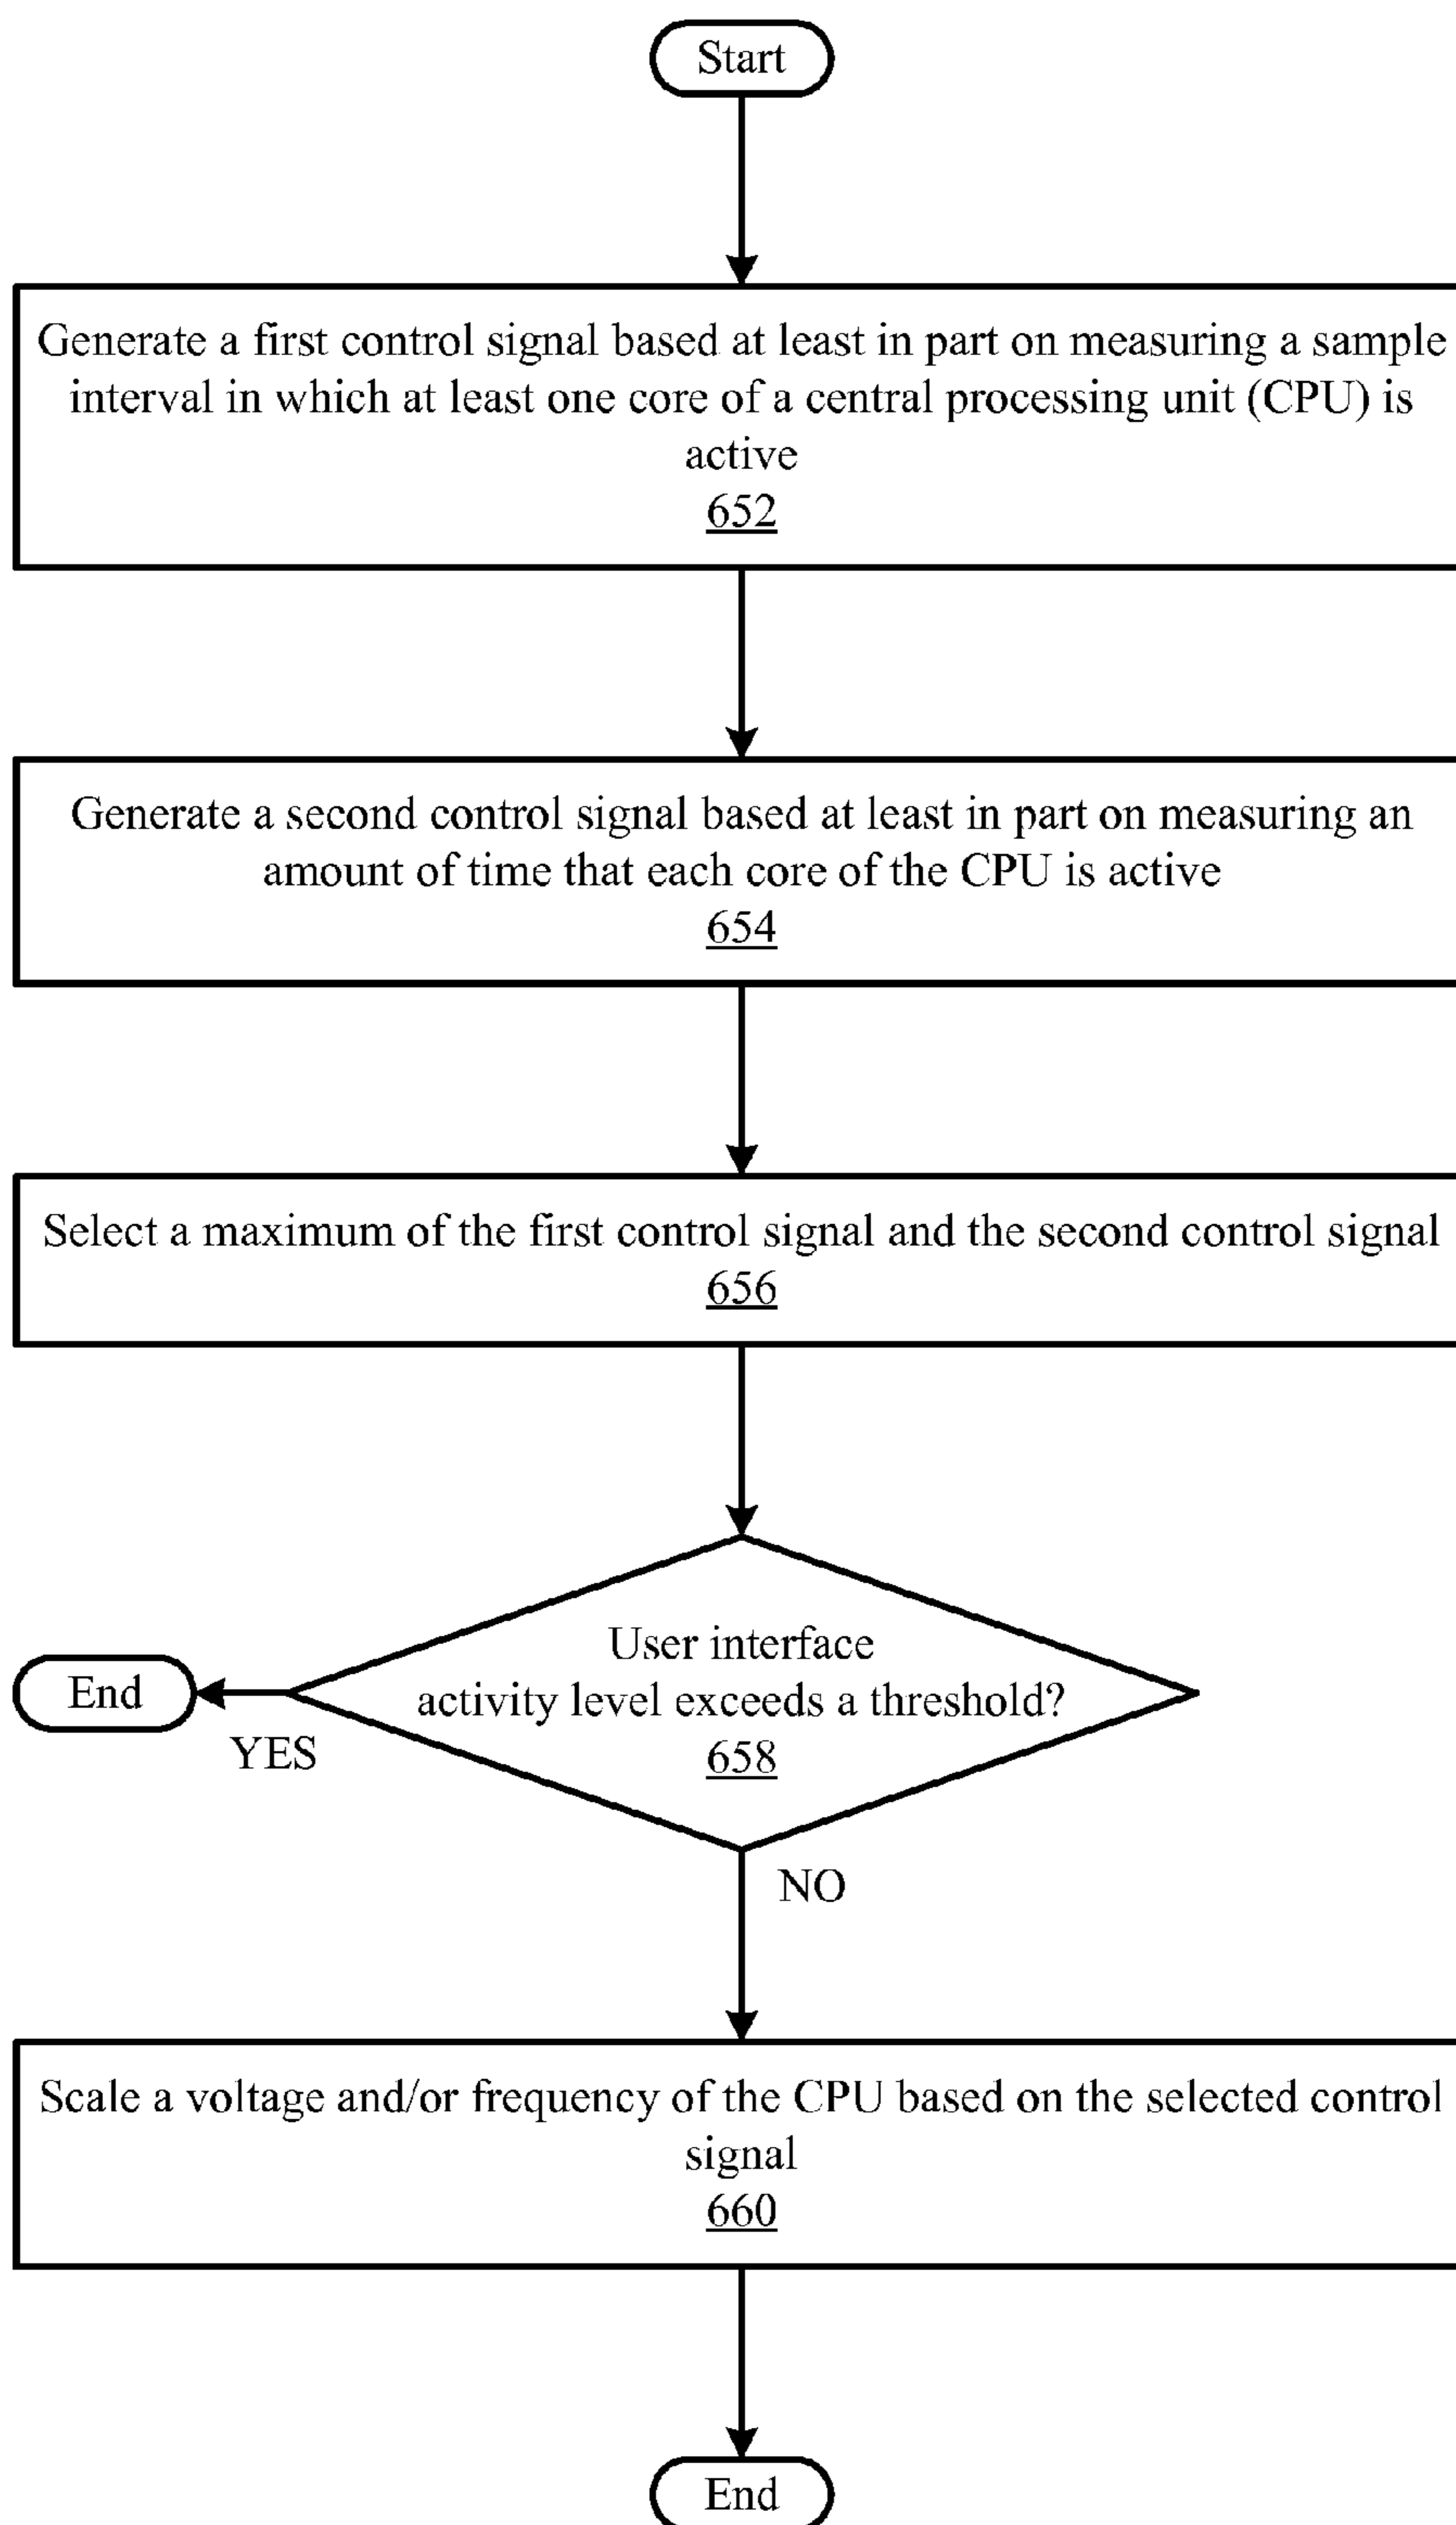 Start
Generate a first control signal based at least in part on measuring a sample
interval in which at least one core of a central processing unit (CPU) is
active
652
Generate a second control signal based at least in part on measuring an
amount of time that each core of the CPU is active
654
Select a maximum of the first control signal and the second control signal
656
User interface
activity level exceeds a threshold?
658
End
YES
NO
Scale a voltage and/or frequency of the CPU based on the selected control
signal
660
End